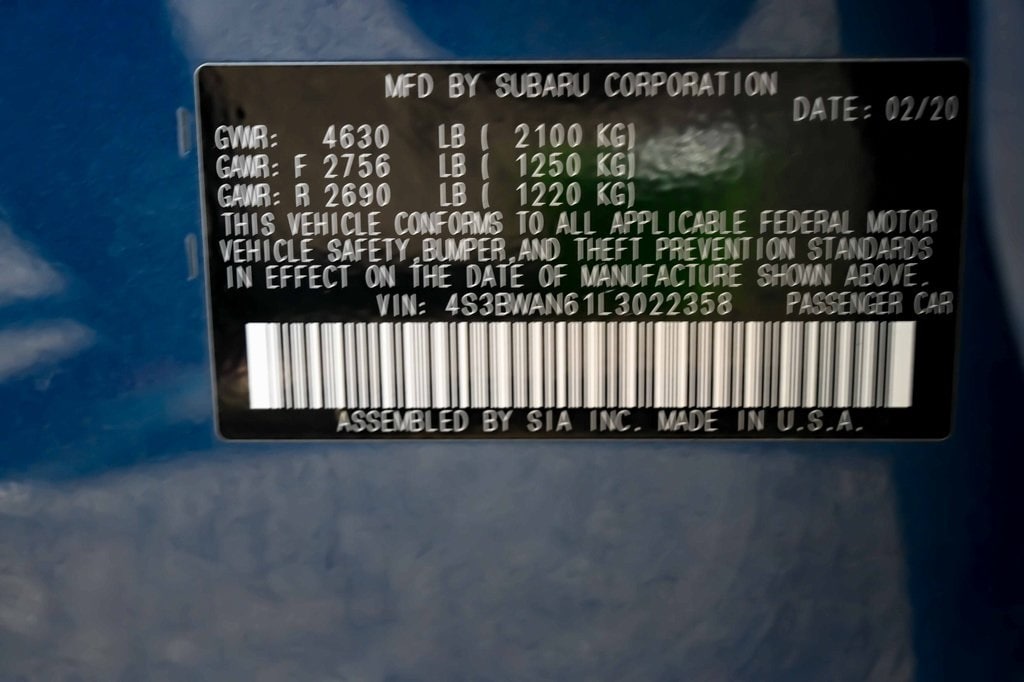 MFD BY SUBARU CORPORATION
DATE: 02/20
GVWR: 4630 LB ( 2100 KG)
GAWR: F 2756 LB ( 1250 KG)
GAWR: R 2690 LB ( 1220 KG)
THIS VEHICLE CONFORMS TO ALL APPLICABLE FEDERAL MOTOR
VEHICLE SAFETY,BUMPER,AND THEFT PREVENTION STANDARDS
IN EFFECT ON THE DATE OF MANUFACTURE SHOWN ABOVE.
VIN: 4S3BWAN61L3022358 PASSENGER CAR
ASSEMBLED BY SIA INC. MADE IN U.S.A.